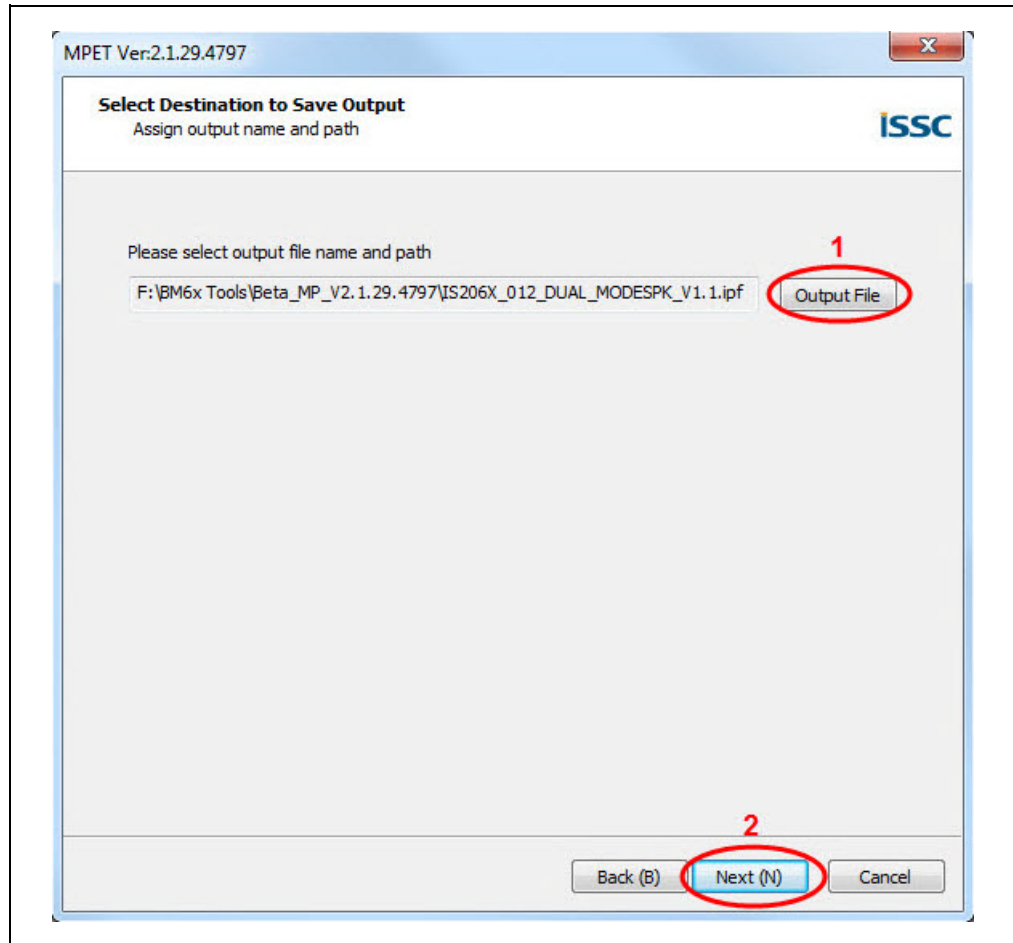 MPET Ver:2.1.29.4797
x
Select Destination to Save Output
Assign output name and path
ISSC
Please select output file name and path
1
F:\BM6x Tools\Beta_MP_V2.1.29.4797\IS206X_012_DUAL_MODESPK_V1.1.ipf
Output File
2
Back (B)
Next (N)
Cancel